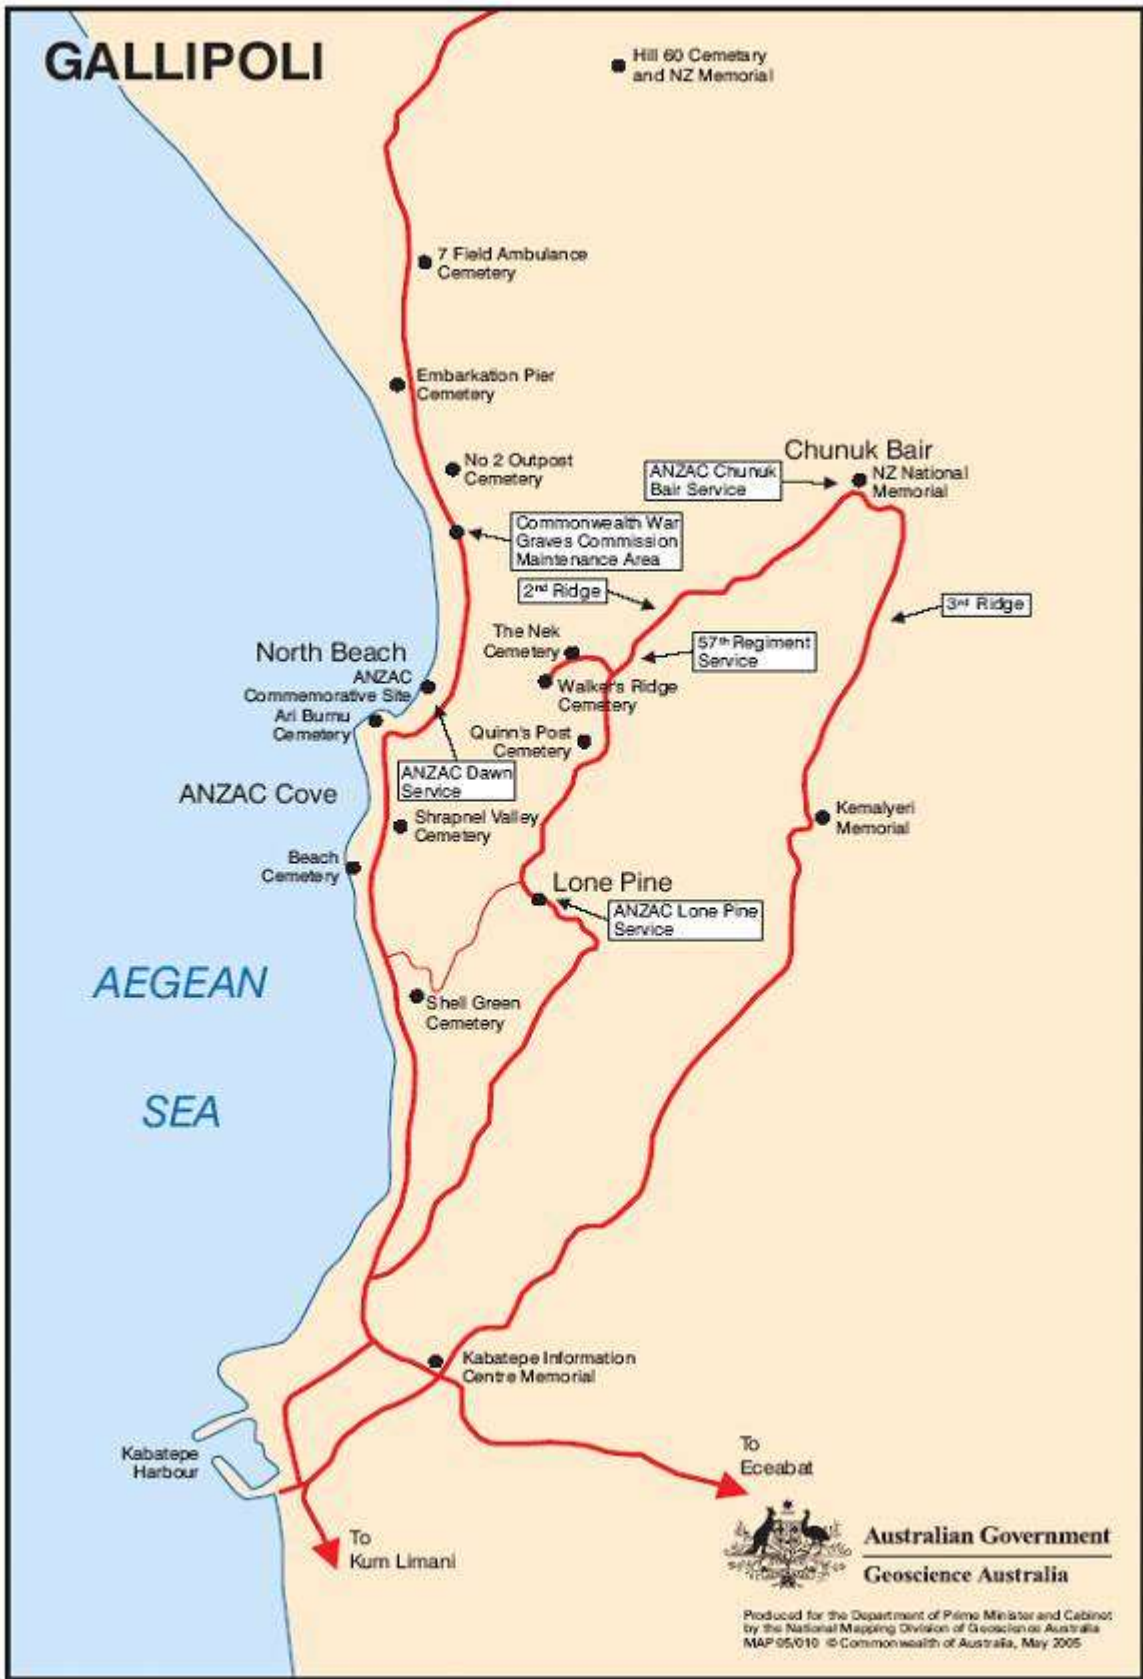 GALLIPOLI
Hill 60 Cemetary
and NZ Memorial
7 Field Ambulance
Cemetery
Embarkation Pier
Cemetery
No 2 Outpost
Cemetery
Chunuk Bair
ANZAC Chunuk
Bair Service
NZ National
Memorial
Commonwealth War
Graves Commission
Maintenance Area
2nd Ridge
3rd Ridge
57th Regiment
Service
The Nek
Cemetery
Walker's Ridge
Cemetery
North Beach
ANZAC
Commemorative Site
Ari Burnu
Cemetery
Quinn's Post
Cemetery
ANZAC Dawn
Service
ANZAC Cove
Shrapnel Valley
Cemetery
Kemalyeri
Memorial
Beach
Cemetery
Lone Pine
ANZAC Lone Pine
Service
AEGEAN
SEA
Shell Green
Cemetery
Kabatepe Information
Centre Memorial
Kabatepe
Harbour
To
Eceabat
To
Kum Limani
Australian Government
Geoscience Australia
Produced for the Department of Prime Minister and Cabinet
by the National Mapping Division of Geoscience Australia
MAP 05/010 © Commonwealth of Australia, May 2005